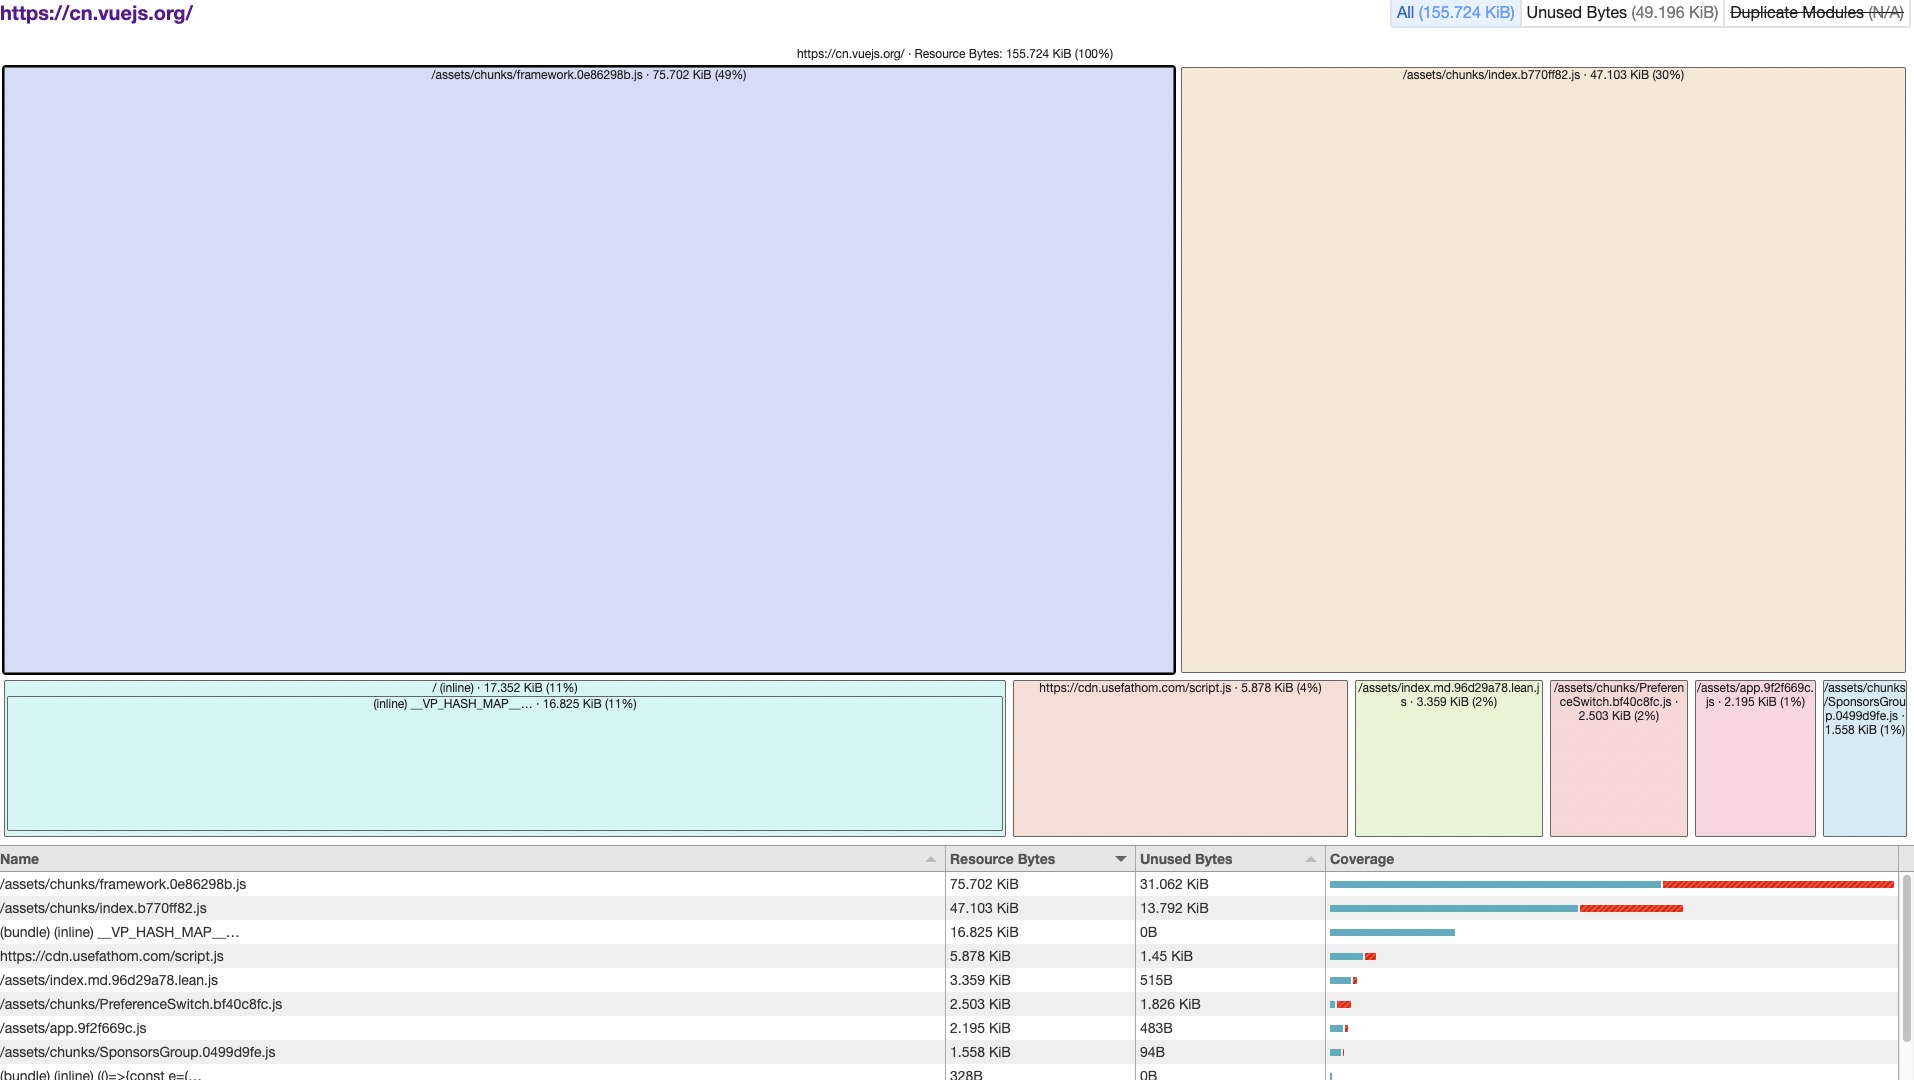 https://cn.vuejs.org/
All (155.724 KiB)
Unused Bytes (49.196 KiB)
Duplicate Modules (N/A)
https://cn.vuejs.org/ · Resource Bytes: 155.724 KiB (100%)
/assets/chunks/framework.0e86298b.js · 75.702 KiB (49%)
/assets/chunks/index.b770ff82.js · 47.103 KiB (30%)
/ (inline) · 17.352 KiB (11%)
(inline) __VP_HASH_MAP__… · 16.825 KiB (11%)
https://cdn.usefathom.com/script.js · 5.878 KiB (4%)
/assets/index.md.96d29a78.lean.j
s · 3.359 KiB (2%)
/assets/chunks/Preferen
ceSwitch.bf40c8fc.js ·
2.503 KiB (2%)
/assets/app.9f2f669c.
js · 2.195 KiB (1%)
/assets/chunks
/SponsorsGrou
p.0499d9fe.js ·
1.558 KiB (1%)
Name Resource Bytes Unused Bytes Coverage
/assets/chunks/framework.0e86298b.js 75.702 KiB 31.062 KiB
/assets/chunks/index.b770ff82.js 47.103 KiB 13.792 KiB
(bundle) (inline) __VP_HASH_MAP__… 16.825 KiB 0B
https://cdn.usefathom.com/script.js 5.878 KiB 1.45 KiB
/assets/index.md.96d29a78.lean.js 3.359 KiB 515B
/assets/chunks/PreferenceSwitch.bf40c8fc.js 2.503 KiB 1.826 KiB
/assets/app.9f2f669c.js 2.195 KiB 483B
/assets/chunks/SponsorsGroup.0499d9fe.js 1.558 KiB 94B
(bundle) (inline) (()=>{const e=(… 328B 0B